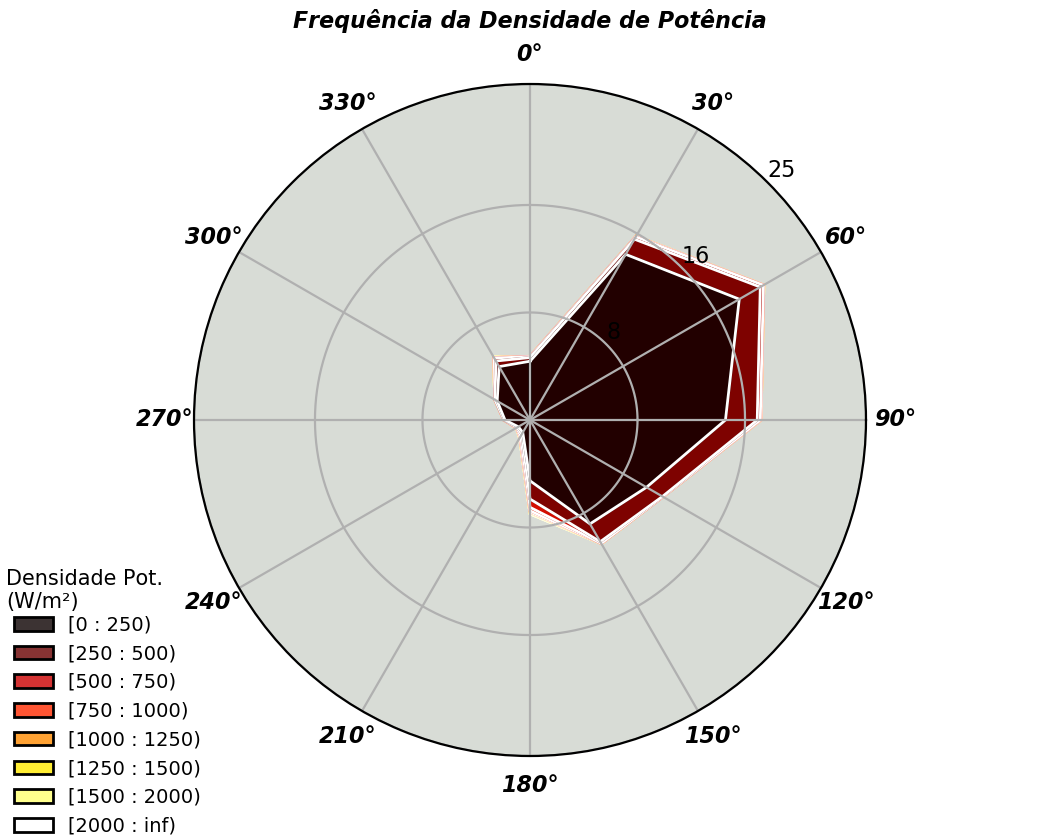 Frequência da Densidade de Potência
0°
330°
30°
25
300°
60°
16
8
270°
90°
240°
120°
210°
150°
180°
Densidade Pot.
(W/m²)
[0 : 250)
[250 : 500)
[500 : 750)
[750 : 1000)
[1000 : 1250)
[1250 : 1500)
[1500 : 2000)
[2000 : inf)